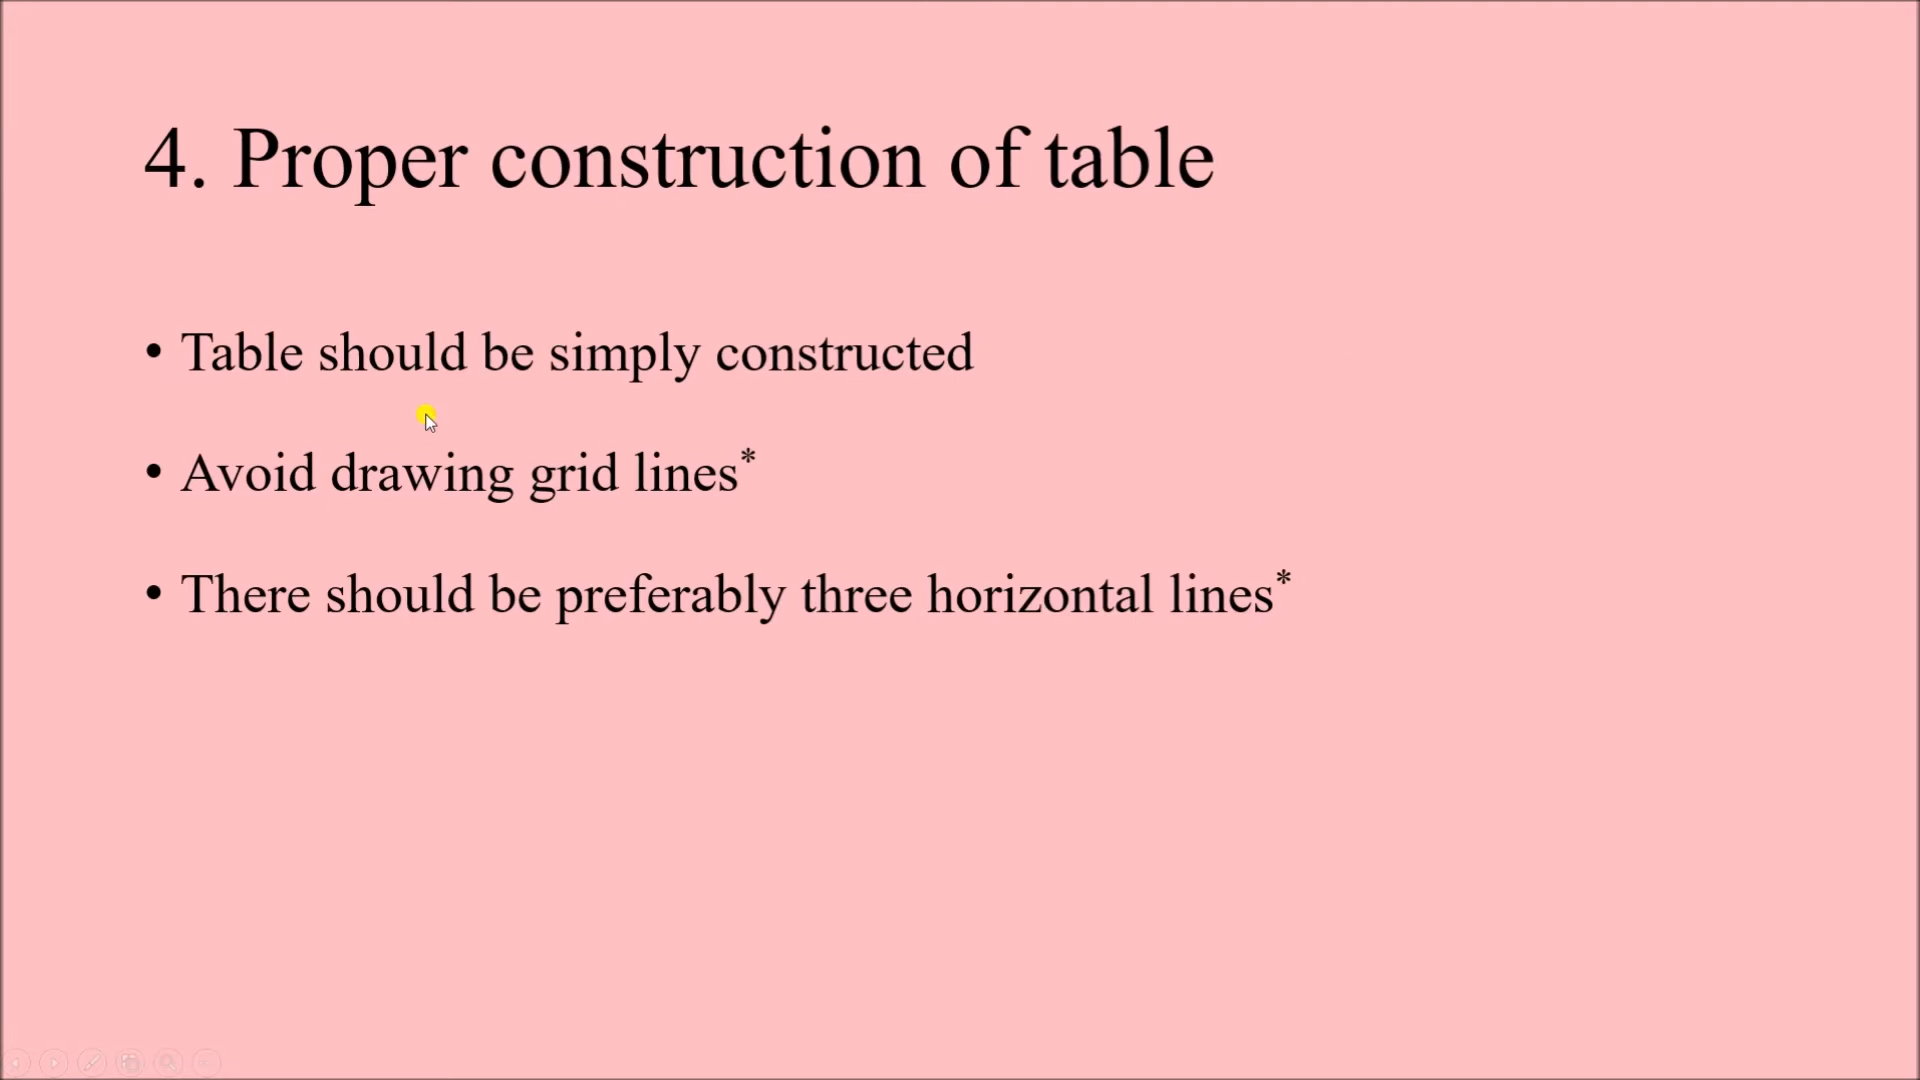 4. Proper construction of table
• Table should be simply constructed
• Avoid drawing grid lines*
• There should be preferably three horizontal lines*